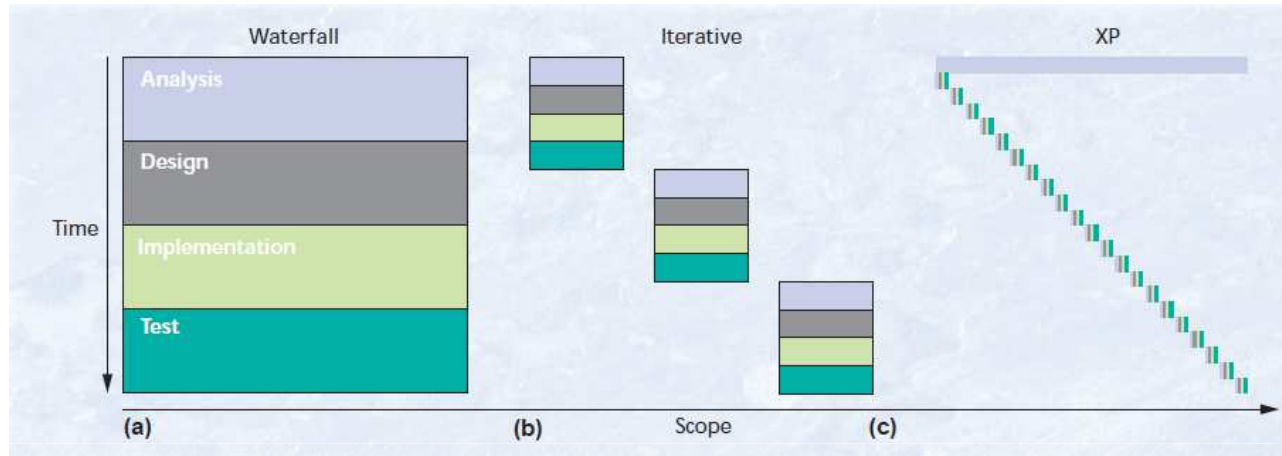 Waterfall
Iterative
XP
Analysis
Design
Time
Implementation
Test
(a)
(b)
Scope
(c)